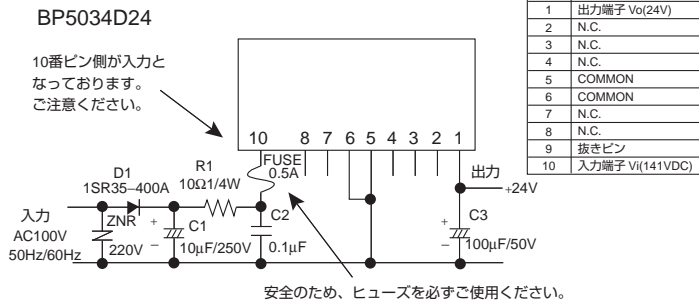 BP5034D24
10番ピン側が入力と
なっております。
ご注意ください。
1 出力端子 Vo(24V)
2 N.C.
3 N.C.
4 N.C.
5 COMMON
6 COMMON
7 N.C.
8 N.C.
9 抜きピン
10 入力端子 Vi(141VDC)
10 8 7 6 5 4 3 2 1
FUSE
0.5A
D1
1SR35–400A
R1
10Ω1/4W
出力
+24V
入力
AC100V
50Hz/60Hz
ZNR
220V
+
–
C1
10μF/250V
C2
0.1μF
+
–
C3
100μF/50V
安全のため、ヒューズを必ずご使用ください。